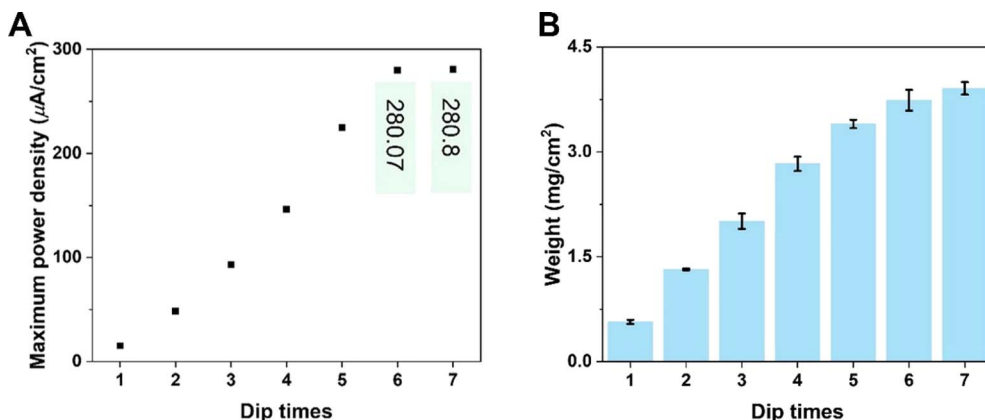 A
Maximum power density (μA/cm²)
300
200
100
0
280.07
280.8
1 2 3 4 5 6 7
Dip times
B
Weight (mg/cm²)
4.5
3.0
1.5
0.0
1 2 3 4 5 6 7
Dip times